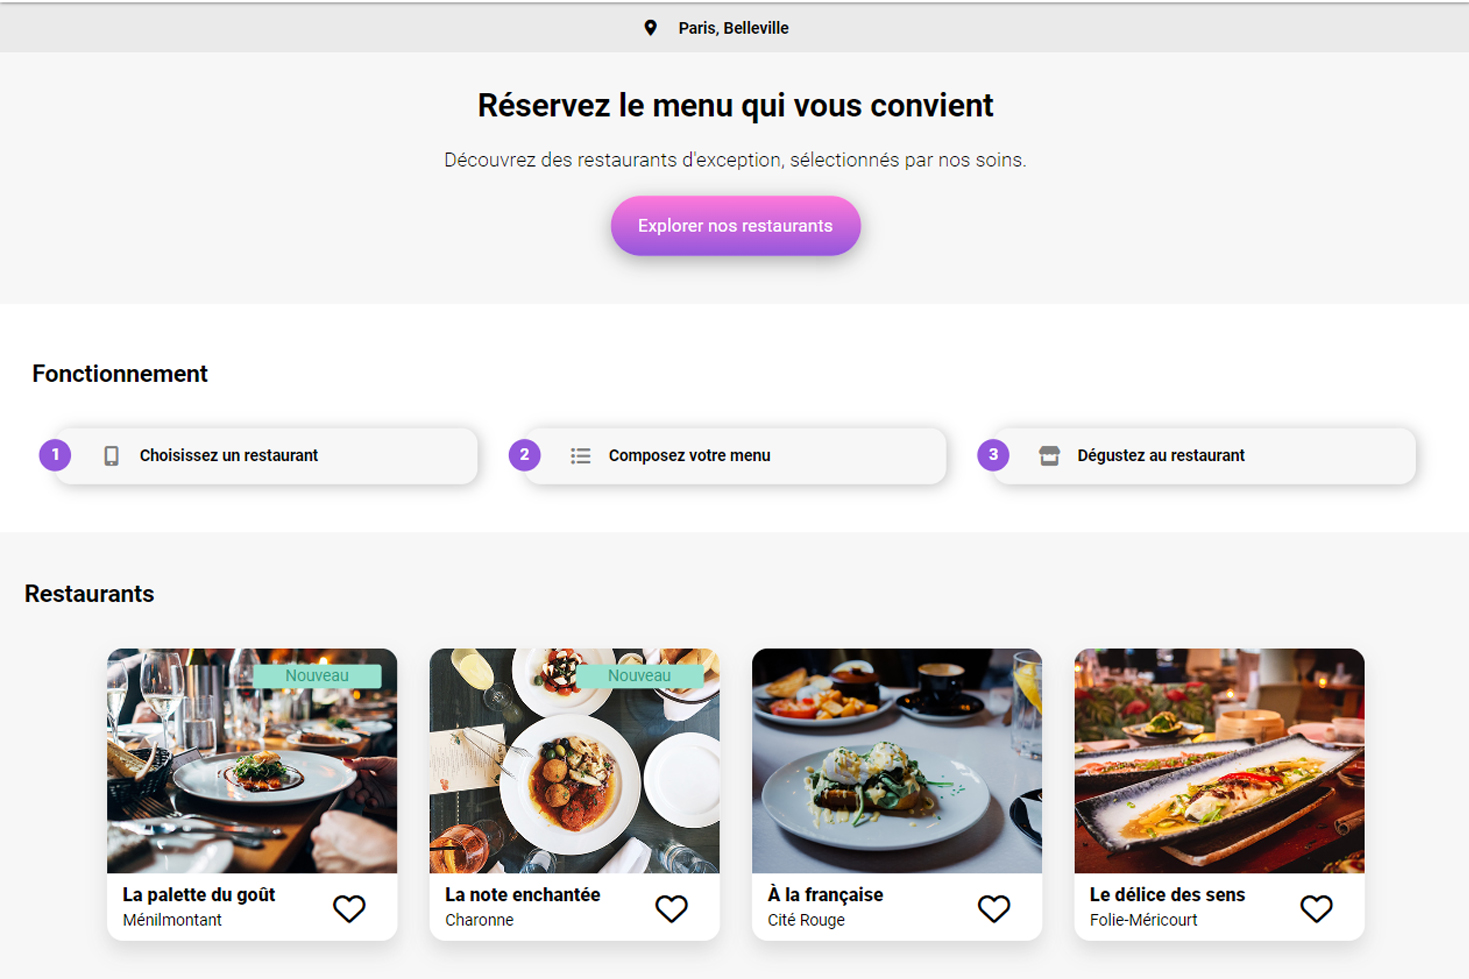 Paris, Belleville
Réservez le menu qui vous convient
Découvrez des restaurants d'exception, sélectionnés par nos soins.
Explorer nos restaurants
Fonctionnement
1 Choisissez un restaurant
2 Composez votre menu
3 Dégustez au restaurant
Restaurants
Nouveau
La palette du goût
Ménilmontant
Nouveau
La note enchantée
Charonne
À la française
Cité Rouge
Le délice des sens
Folie-Méricourt